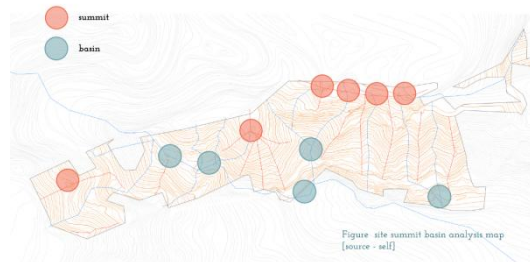 summit
basin
Figure site summit basin analysis map
[source - self]